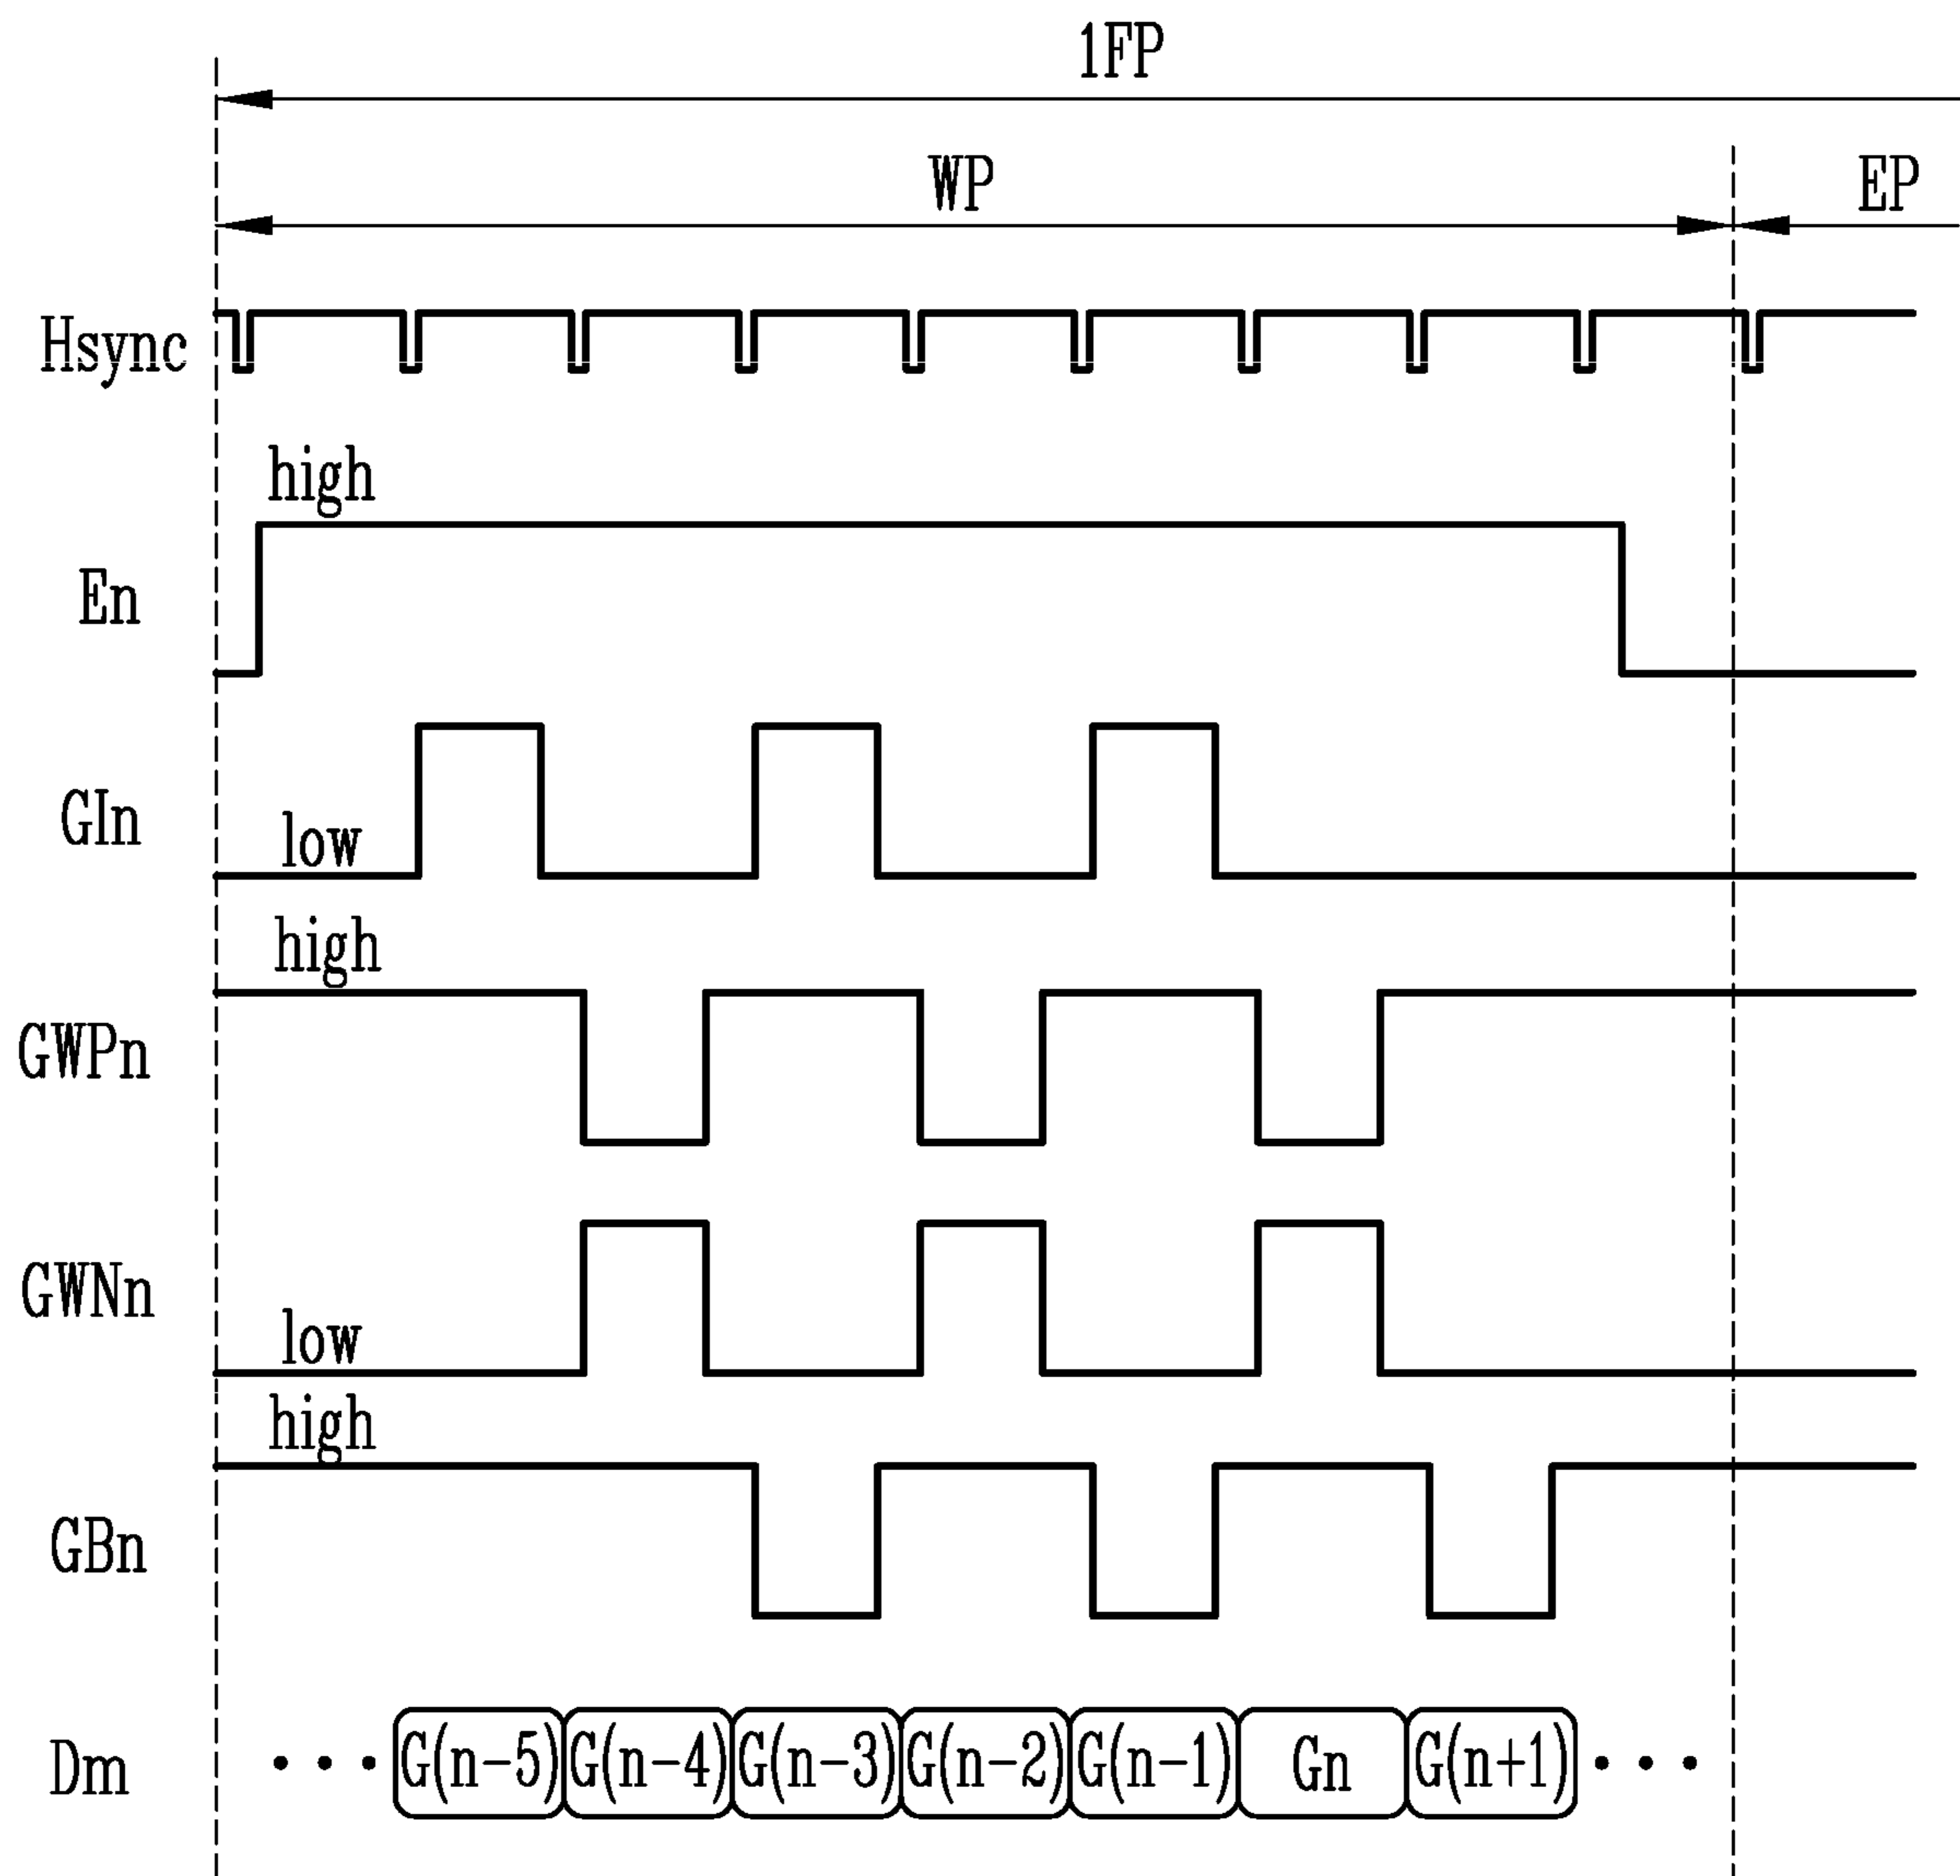 1FP
WP EP
Hsync
high
En
GIn
low
high
GWPn
GWNn
low
high
GBn
Dm ••• G(n-5) G(n-4) G(n-3) G(n-2) G(n-1) Gn G(n+1) •••